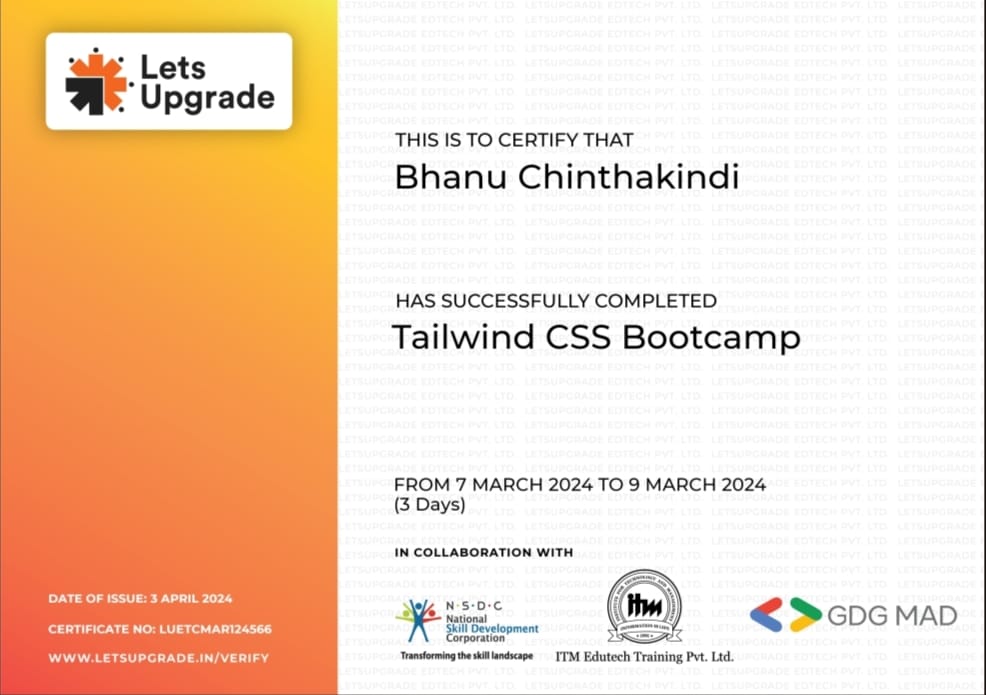 Lets
Upgrade
THIS IS TO CERTIFY THAT
Bhanu Chinthakindi
HAS SUCCESSFULLY COMPLETED
Tailwind CSS Bootcamp
FROM 7 MARCH 2024 TO 9 MARCH 2024
(3 Days)
IN COLLABORATION WITH
N·S·D·C
National
Skill Development
Corporation
Transforming the skill landscape
itm
ITM Edutech Training Pvt. Ltd.
GDG MAD
DATE OF ISSUE: 3 APRIL 2024
CERTIFICATE NO: LUETCMAR124566
WWW.LETSUPGRADE.IN/VERIFY